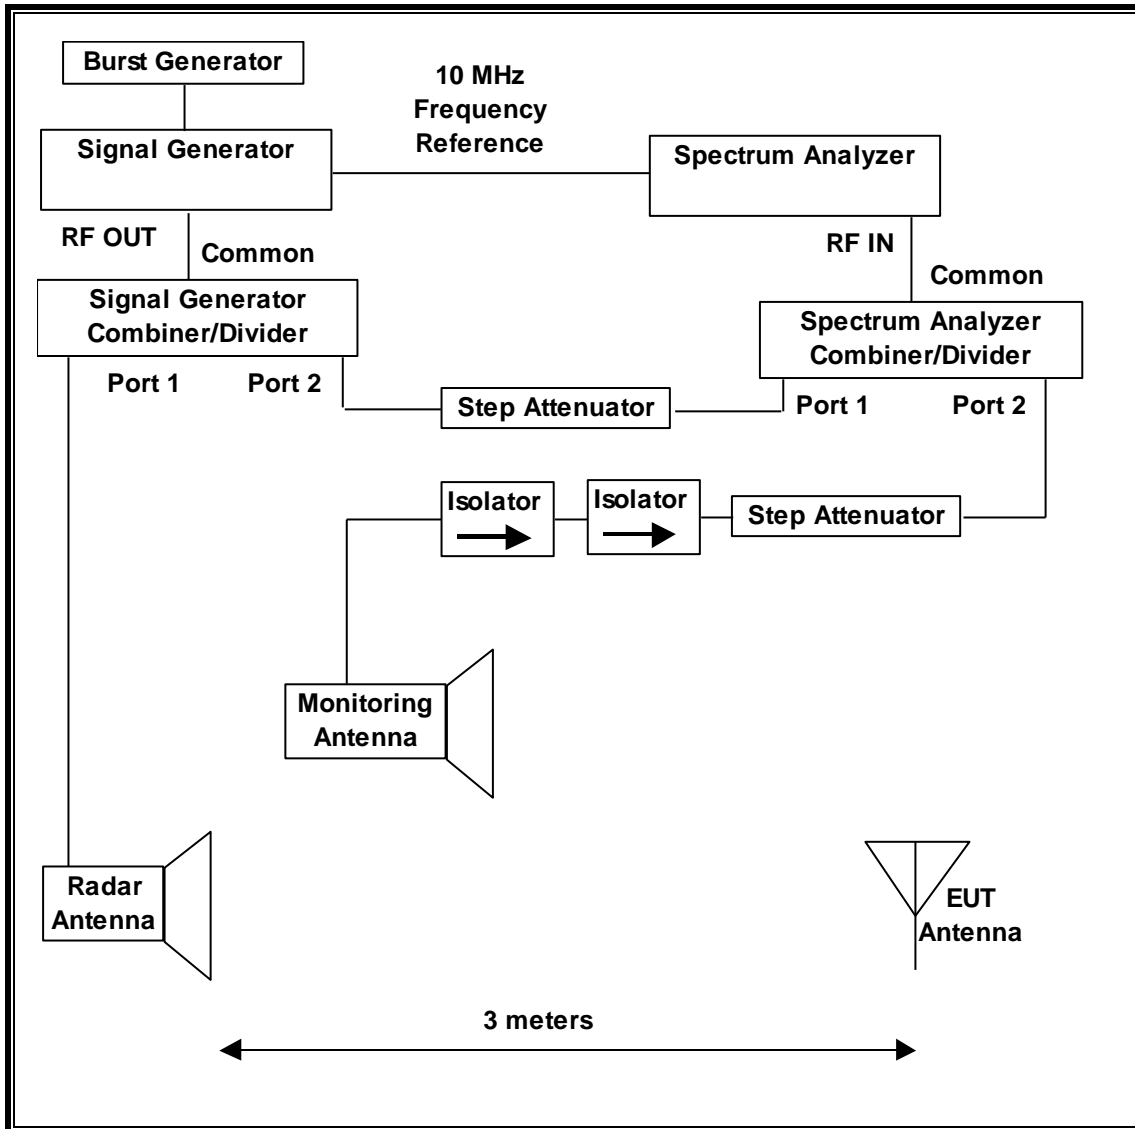 Burst Generator
10 MHz
Frequency
Reference
Signal Generator
Spectrum Analyzer
RF OUT
Common
RF IN
Common
Signal Generator
Combiner/Divider
Spectrum Analyzer
Combiner/Divider
Port 1
Port 2
Step Attenuator
Port 1
Port 2
Isolator
Isolator
Step Attenuator
Monitoring
Antenna
Radar
Antenna
EUT
Antenna
3 meters